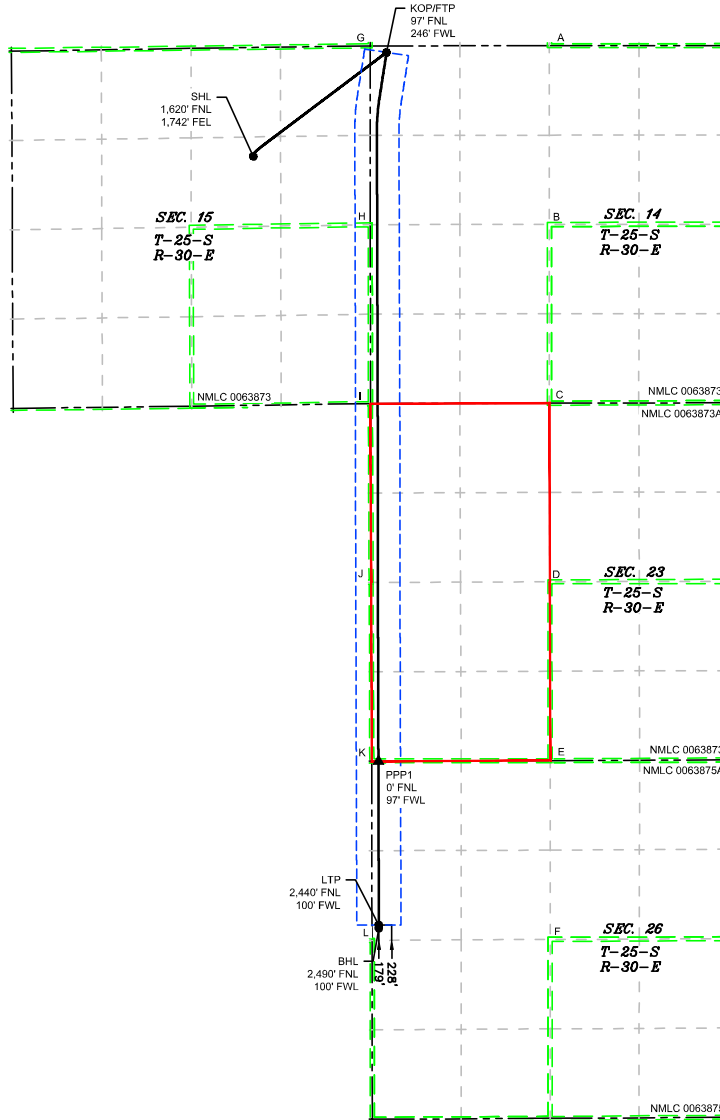 KOP/FTP
97' FNL
246' FWL
G
A
SHL
1,620' FNL
1,742' FEL
SEC. 15
T-25-S
R-30-E
H
B
SEC. 14
T-25-S
R-30-E
NMLC 0063873
I
C
NMLC 0063873
NMLC 0063873A
J
D
SEC. 23
T-25-S
R-30-E
K
E
NMLC 0063873
NMLC 0063875A
PPP1
0' FNL
97' FWL
LTP
2,440' FNL
100' FWL
L
F
SEC. 26
T-25-S
R-30-E
BHL
2,490' FNL
100' FWL
179'
228'